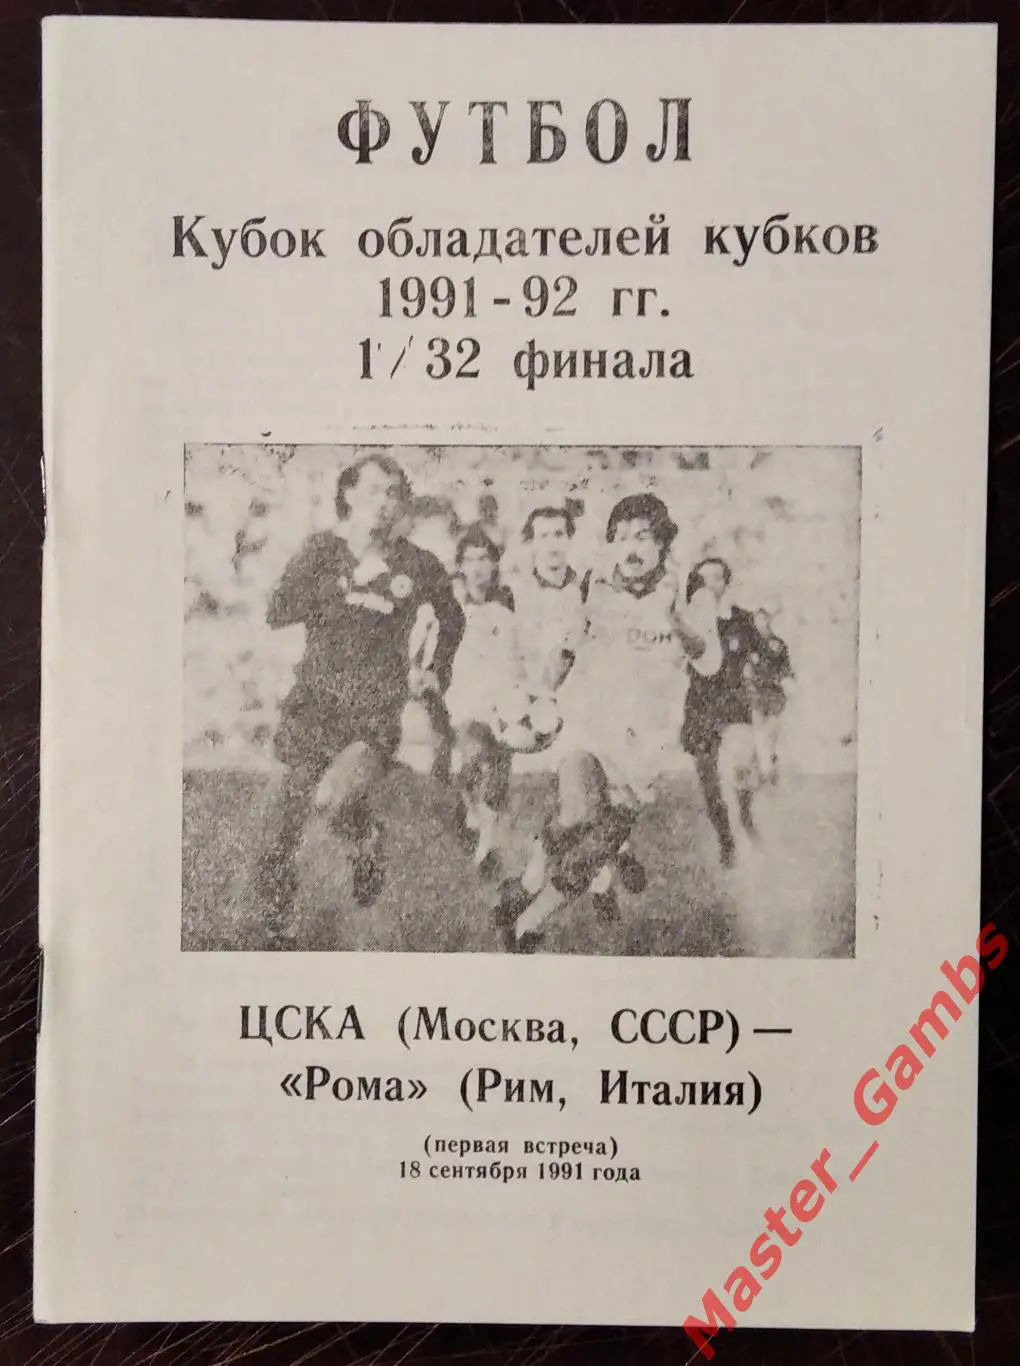 ФУТБОЛ
Кубок обладателей кубков
1991-92 гг.
1/32 финала
ДОН
ЦСКА (Москва, СССР) —
«Рома» (Рим, Италия)
(первая встреча)
18 сентября 1991 года
Master_Gambs